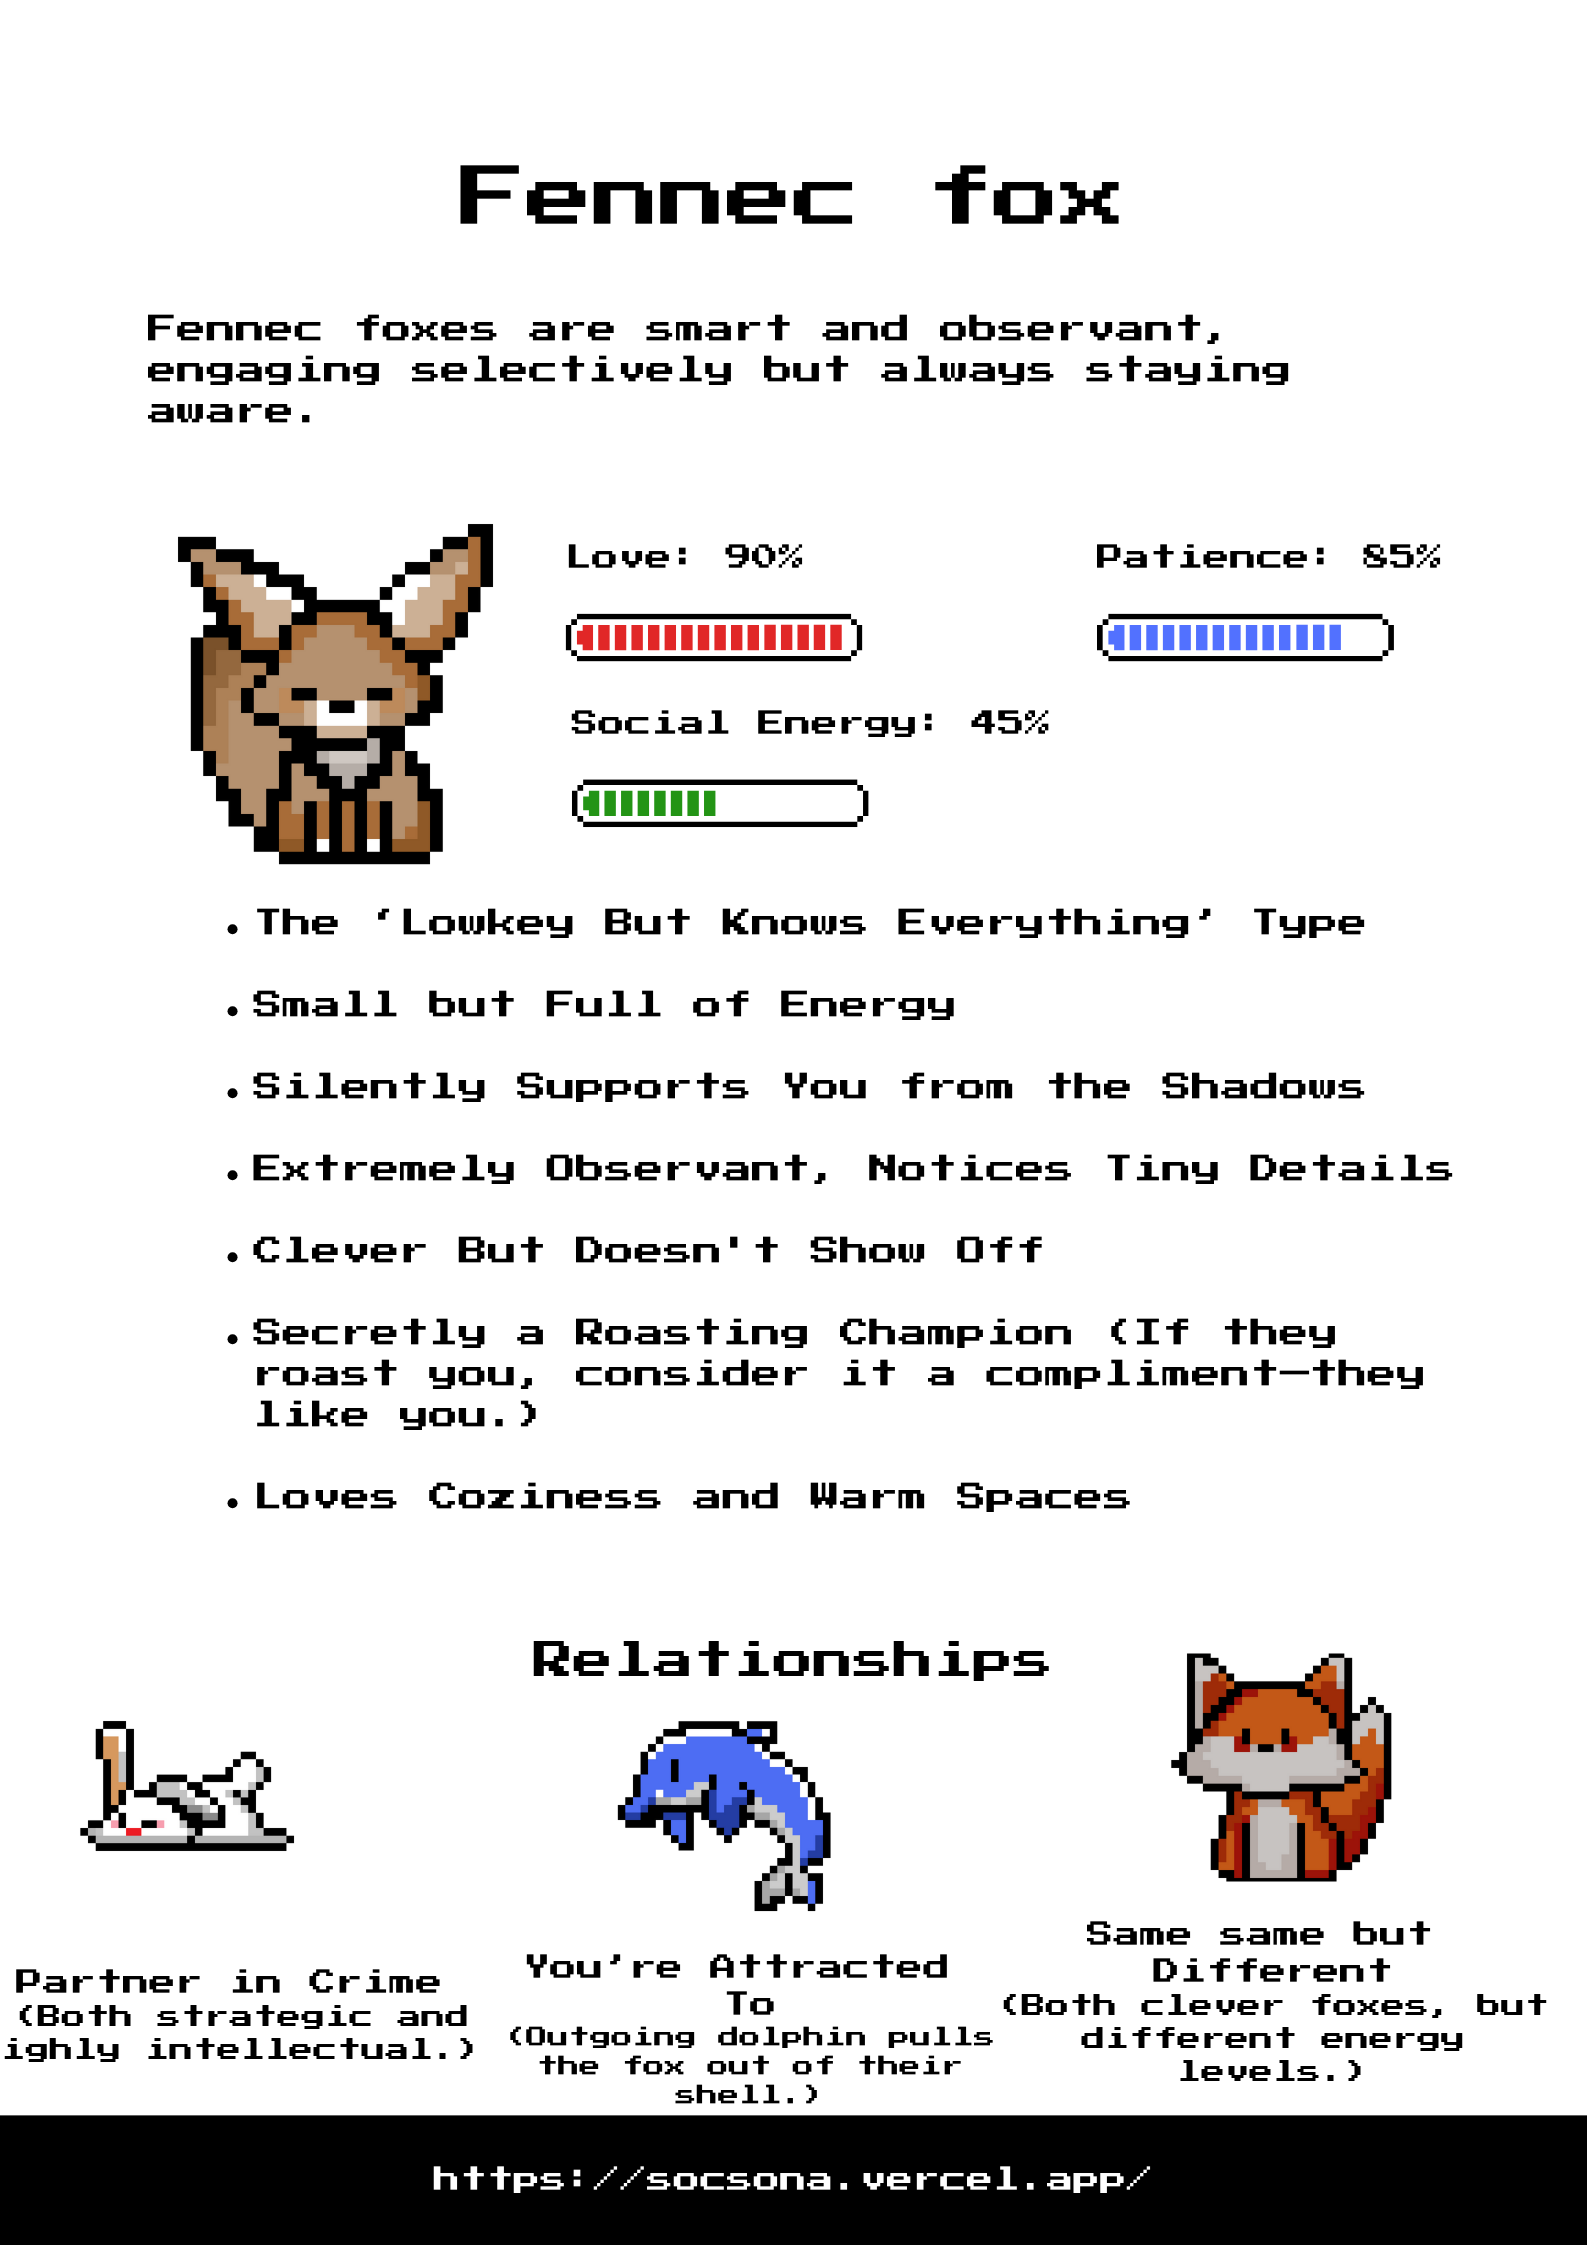 Fennec fox
Fennec foxes are smart and observant,
engaging selectively but always staying
aware.
Love: 90%
Patience: 85%
Social Energy: 45%
• The ‘Lowkey But Knows Everything’ Type
• Small but Full of Energy
• Silently Supports You from the Shadows
• Extremely Observant, Notices Tiny Details
• Clever But Doesn't Show Off
• Secretly a Roasting Champion (If they
roast you, consider it a compliment—they
like you.)
• Loves Coziness and Warm Spaces
Relationships
Partner in Crime
(Both strategic and
ighly intellectual.)
You’re Attracted
To
(Outgoing dolphin pulls
the fox out of their
shell.)
Same same but
Different
(Both clever foxes, but
different energy
levels.)
https://socsona.vercel.app/